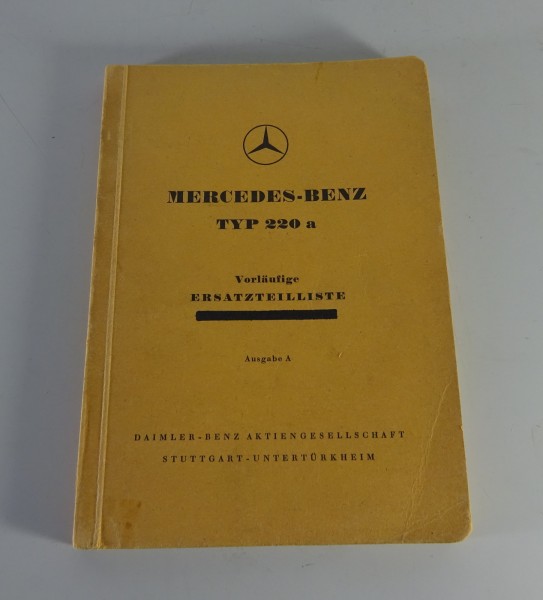 MERCEDES-BENZ
TYP 220 a
Vorläufige
ERSATZTEILLISTE
Ausgabe A
DAIMLER-BENZ AKTIENGESELLSCHAFT
STUTTGART-UNTERTÜRKHEIM